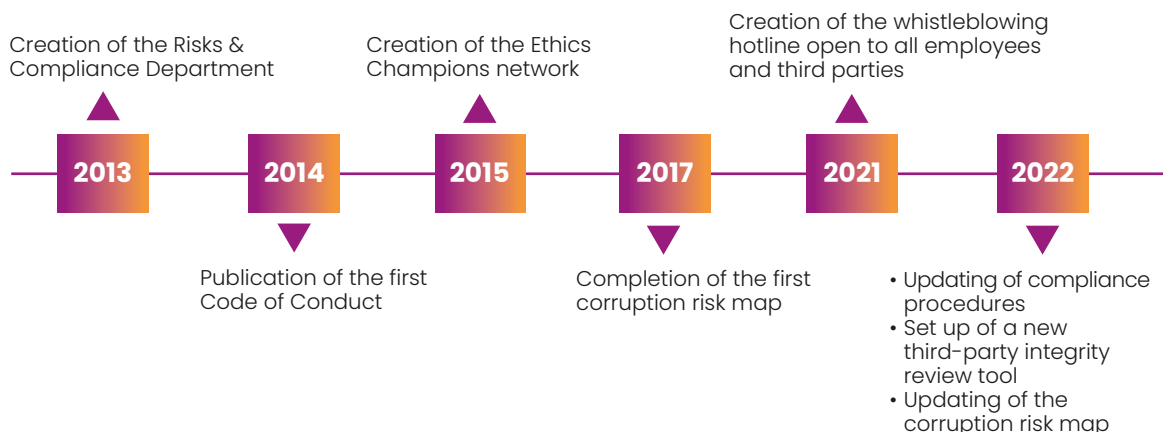 Creation of the Risks &
Compliance Department
Creation of the Ethics
Champions network
Creation of the whistleblowing
hotline open to all employees
and third parties
2013
2014
2015
2017
2021
2022
Publication of the first
Code of Conduct
Completion of the first
corruption risk map
• Updating of compliance
procedures
• Set up of a new
third-party integrity
review tool
• Updating of the
corruption risk map